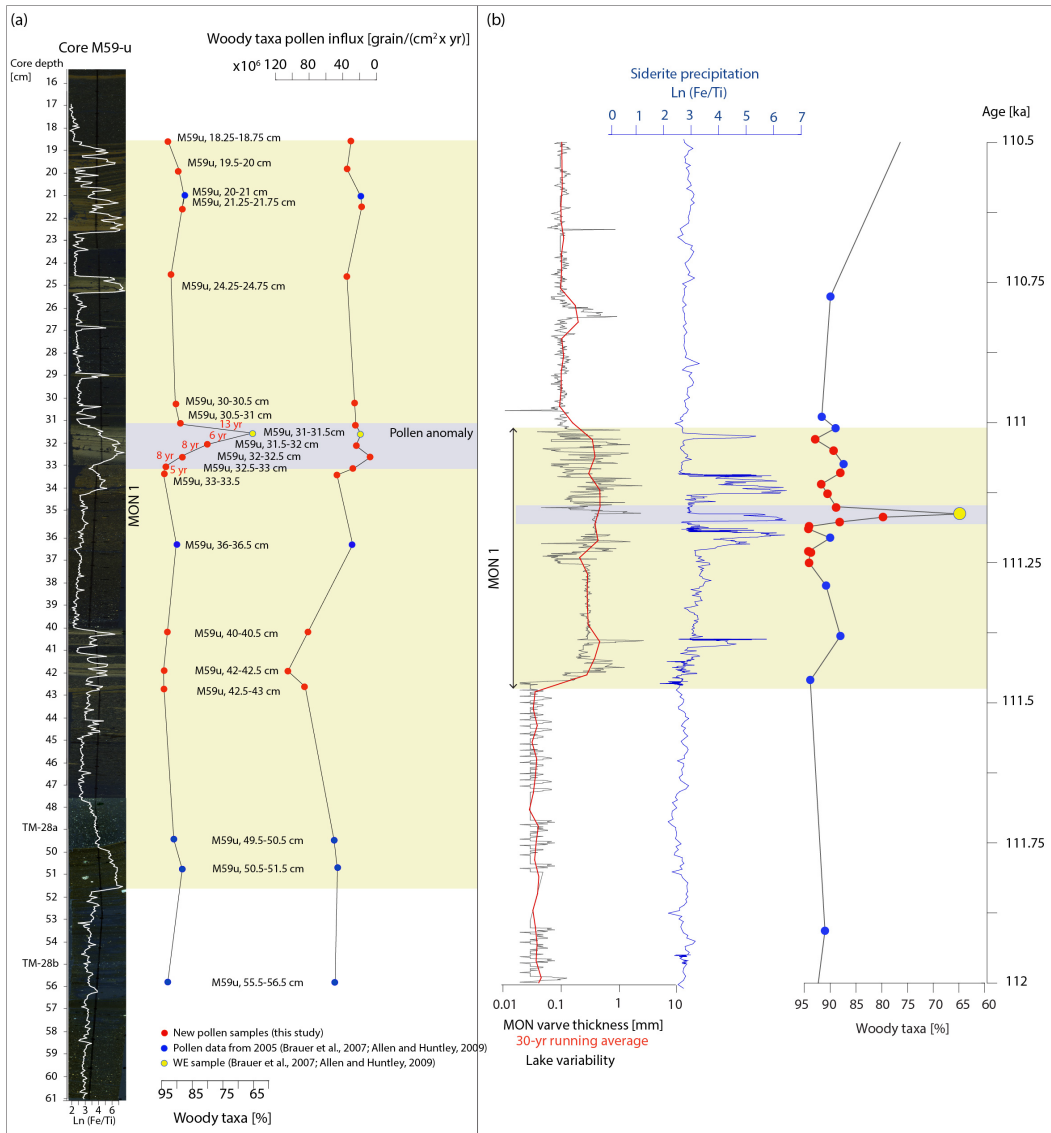 (a)
Core M59-u
Core depth
[cm]
Woody taxa pollen influx [grain/(cm² x yr)]
x10⁶ 120 80 40 0
16
17
18
19
20
21
22
23
24
25
26
27
28
29
30
31
32
33
34
35
36
37
38
39
40
41
42
43
44
45
46
47
48
TM-28a
50
51
52
53
54
TM-28b
56
57
58
59
60
61
2 3 4 5 6 7
Ln (Fe/Ti)
MON 1
M59u, 18.25-18.75 cm
M59u, 19.5-20 cm
M59u, 20-21 cm
M59u, 21.25-21.75 cm
M59u, 24.25-24.75 cm
M59u, 30-30.5 cm
M59u, 30.5-31 cm
13 yr
M59u, 31-31.5cm
Pollen anomaly
6 yr
M59u, 31.5-32 cm
8 yr
M59u, 32-32.5 cm
8 yr
M59u, 32.5-33 cm
5 yr
M59u, 33-33.5
M59u, 36-36.5 cm
M59u, 40-40.5 cm
M59u, 42-42.5 cm
M59u, 42.5-43 cm
M59u, 49.5-50.5 cm
M59u, 50.5-51.5 cm
M59u, 55.5-56.5 cm
New pollen samples (this study)
Pollen data from 2005 (Brauer et al., 2007; Allen and Huntley, 2009)
WE sample (Brauer et al., 2007; Allen and Huntley, 2009)
95 90 80 70 60
Woody taxa [%]
(b)
Siderite precipitation
Ln (Fe/Ti)
0 1 2 3 4 5 6 7
Age [ka]
110.5
110.75
111
111.25
111.5
111.75
112
MON 1
0.01 0.1 1 10
MON varve thickness [mm]
30-yr running average
Lake variability
95 90 85 80 75 70 65 60
Woody taxa [%]